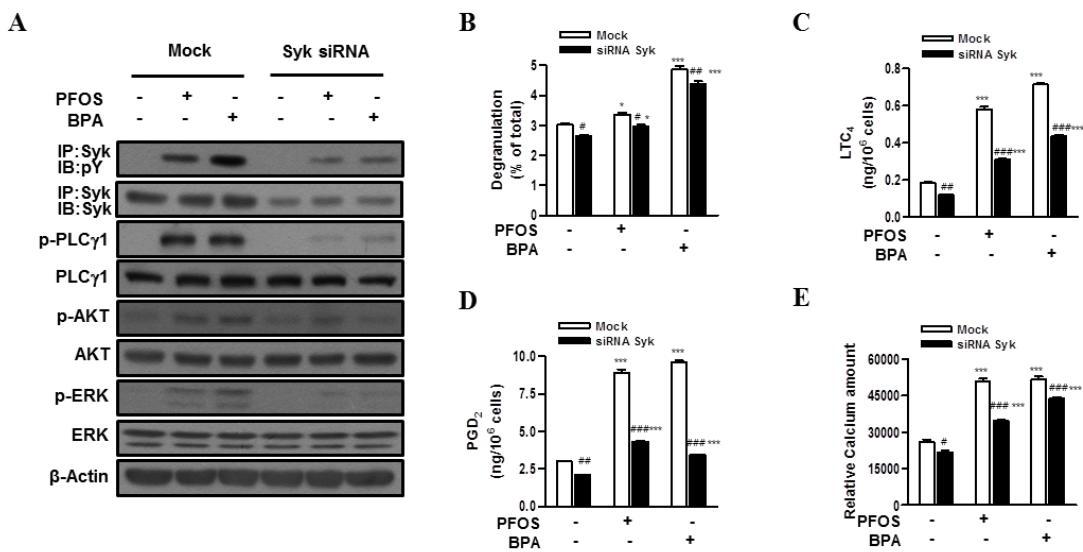 A
Mock Syk siRNA
PFOS - + - - + -
BPA - - + - - +
IP:Syk
IB:pY
IP:Syk
IB:Syk
p-PLCγ1
PLCγ1
p-AKT
AKT
p-ERK
ERK
β-Actin
B
Mock
siRNA Syk
Degranulation
(% of total)
5
4
3
2
1
0
# * # * *** ## ***
PFOS - + -
BPA - - +
C
Mock
siRNA Syk
LTC4
(ng/10^6 cells)
0.8
0.6
0.4
0.2
0.0
## *** ###*** *** ###***
PFOS - + -
BPA - - +
D
Mock
siRNA Syk
PGD2
(ng/10^6 cells)
10.0
7.5
5.0
2.5
0.0
## *** ###*** *** ### ***
PFOS - + -
BPA - - +
E
Mock
siRNA Syk
Relative Calcium amount
60000
45000
30000
15000
0
# *** ### *** *** ###***
PFOS - + -
BPA - - +